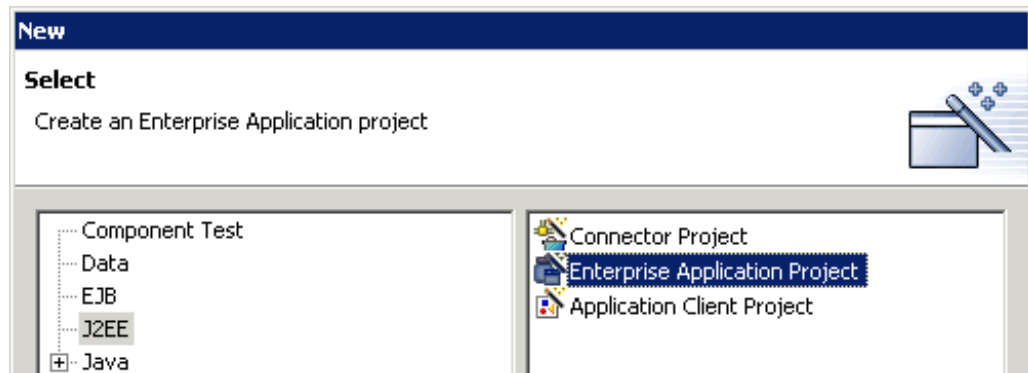 New
Select
Create an Enterprise Application project
Component Test
Data
EJB
J2EE
Java
Connector Project
Enterprise Application Project
Application Client Project